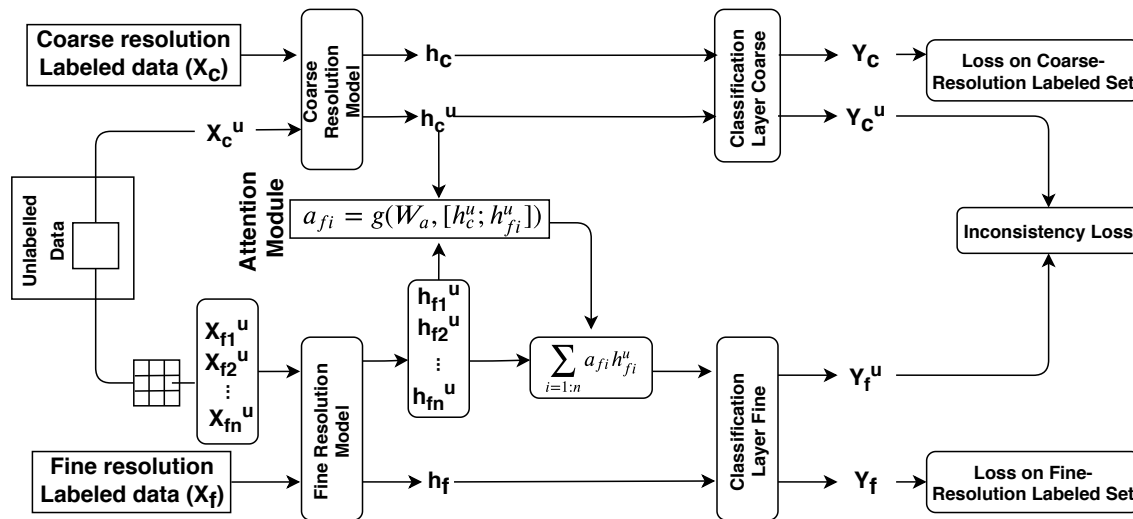 Coarse resolution
Labeled data (Xc)
Coarse
Resolution
Model
hc
Classification
Layer Coarse
Yc
Loss on Coarse-
Resolution Labeled Set
Xc^u
hc^u
Yc^u
Unlabelled
Data
Attention
Module
a_fi = g(W_a, [h_c^u; h_fi^u])
Inconsistency Loss
Xf1^u
Xf2^u
⋮
Xfn^u
Fine Resolution
Model
hf1^u
hf2^u
⋮
hfn^u
∑_{i=1:n} a_fi h_fi^u
Classification
Layer Fine
Yf^u
Fine resolution
Labeled data (Xf)
hf
Yf
Loss on Fine-
Resolution Labeled Set